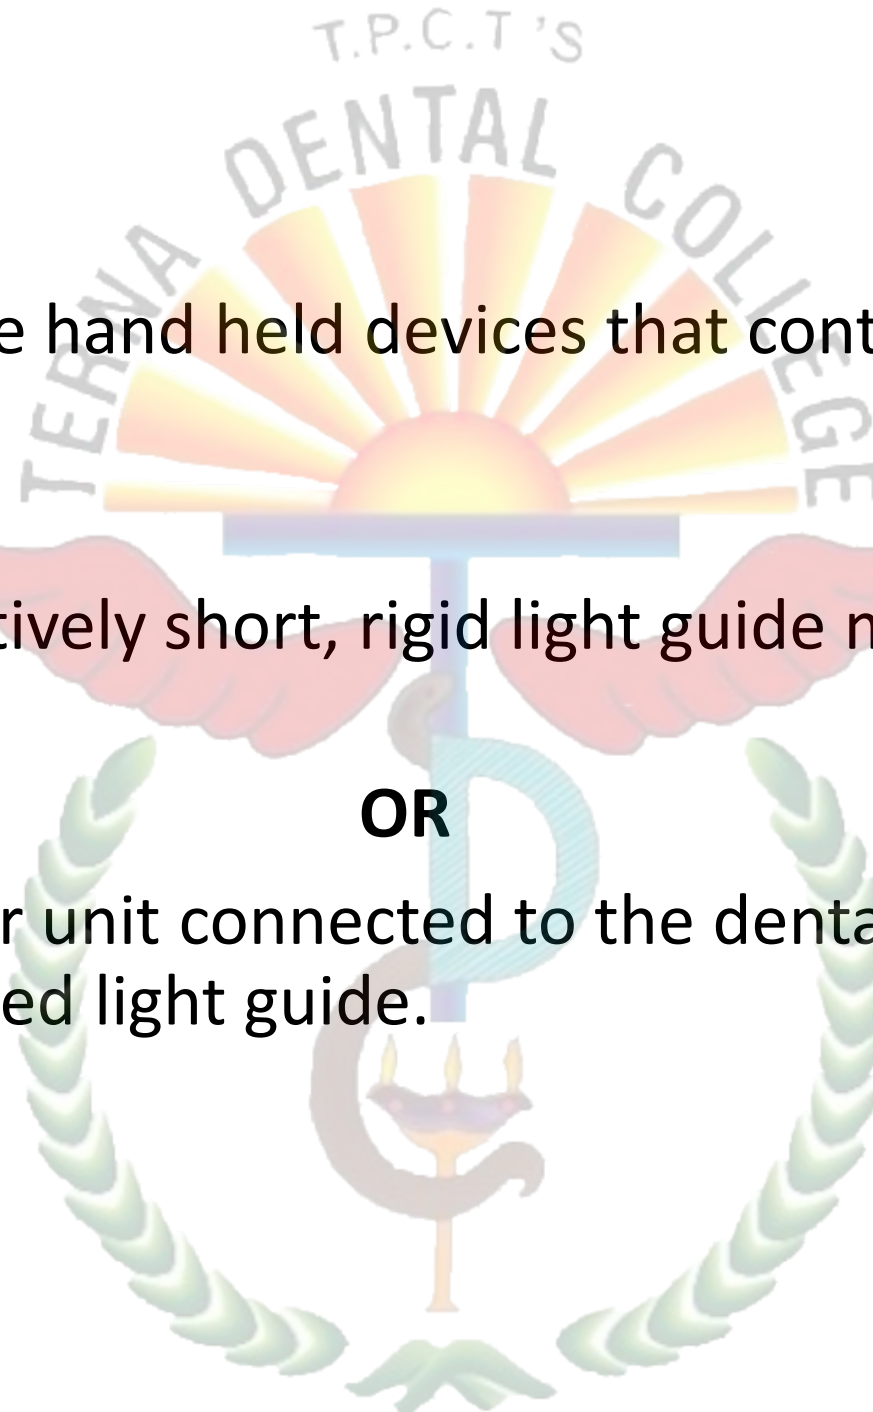 T.P.C.T'S
TERNA DENTAL COLLEGE
e hand held devices that cont
tively short, rigid light guide m
OR
r unit connected to the denta
ed light guide.